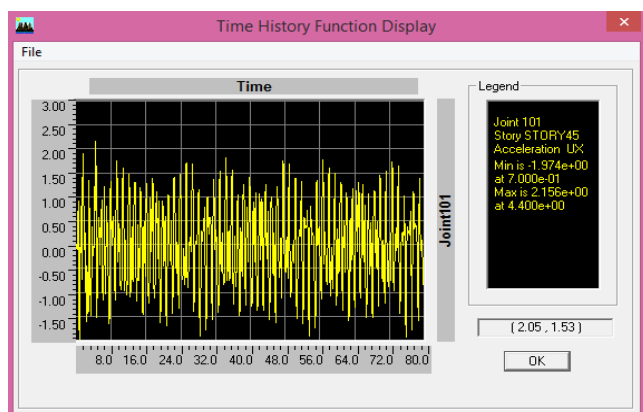 Time History Function Display
×
File
Time
Legend
3.00
2.50
2.00
1.50
1.00
0.50
0.00
-0.50
-1.00
-1.50
Joint101
8.0 16.0 24.0 32.0 40.0 48.0 56.0 64.0 72.0 80.0
Joint 101
Story STORY45
Acceleration UX
Min is -1.974e+00
at 7.000e-01
Max is 2.156e+00
at 4.400e+00
( 2.05 , 1.53 )
OK